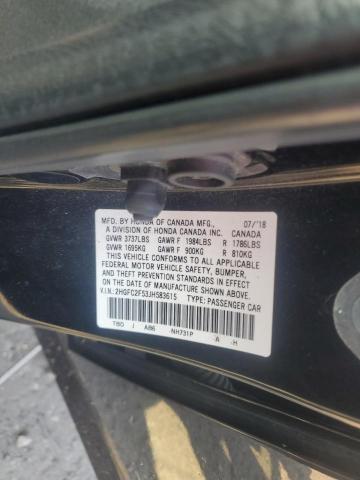 MFD. BY HONDA OF CANADA MFG., 07/'18
A DIVISION OF HONDA CANADA INC. CANADA
GVWR 3737LBS GAWR F 1984LBS R 1786LBS
GVWR 1695KG GAWR F 900KG R 810KG
THIS VEHICLE CONFORMS TO ALL APPLICABLE
FEDERAL MOTOR VEHICLE SAFETY, BUMPER,
AND THEFT PREVENTION STANDARDS IN EFFECT
ON THE DATE OF MANUFACTURE SHOWN ABOVE.
V.I.N.: 2HGFC2F53JH583615 TYPE: PASSENGER CAR
TBD J AB6 -NH731P -A -H